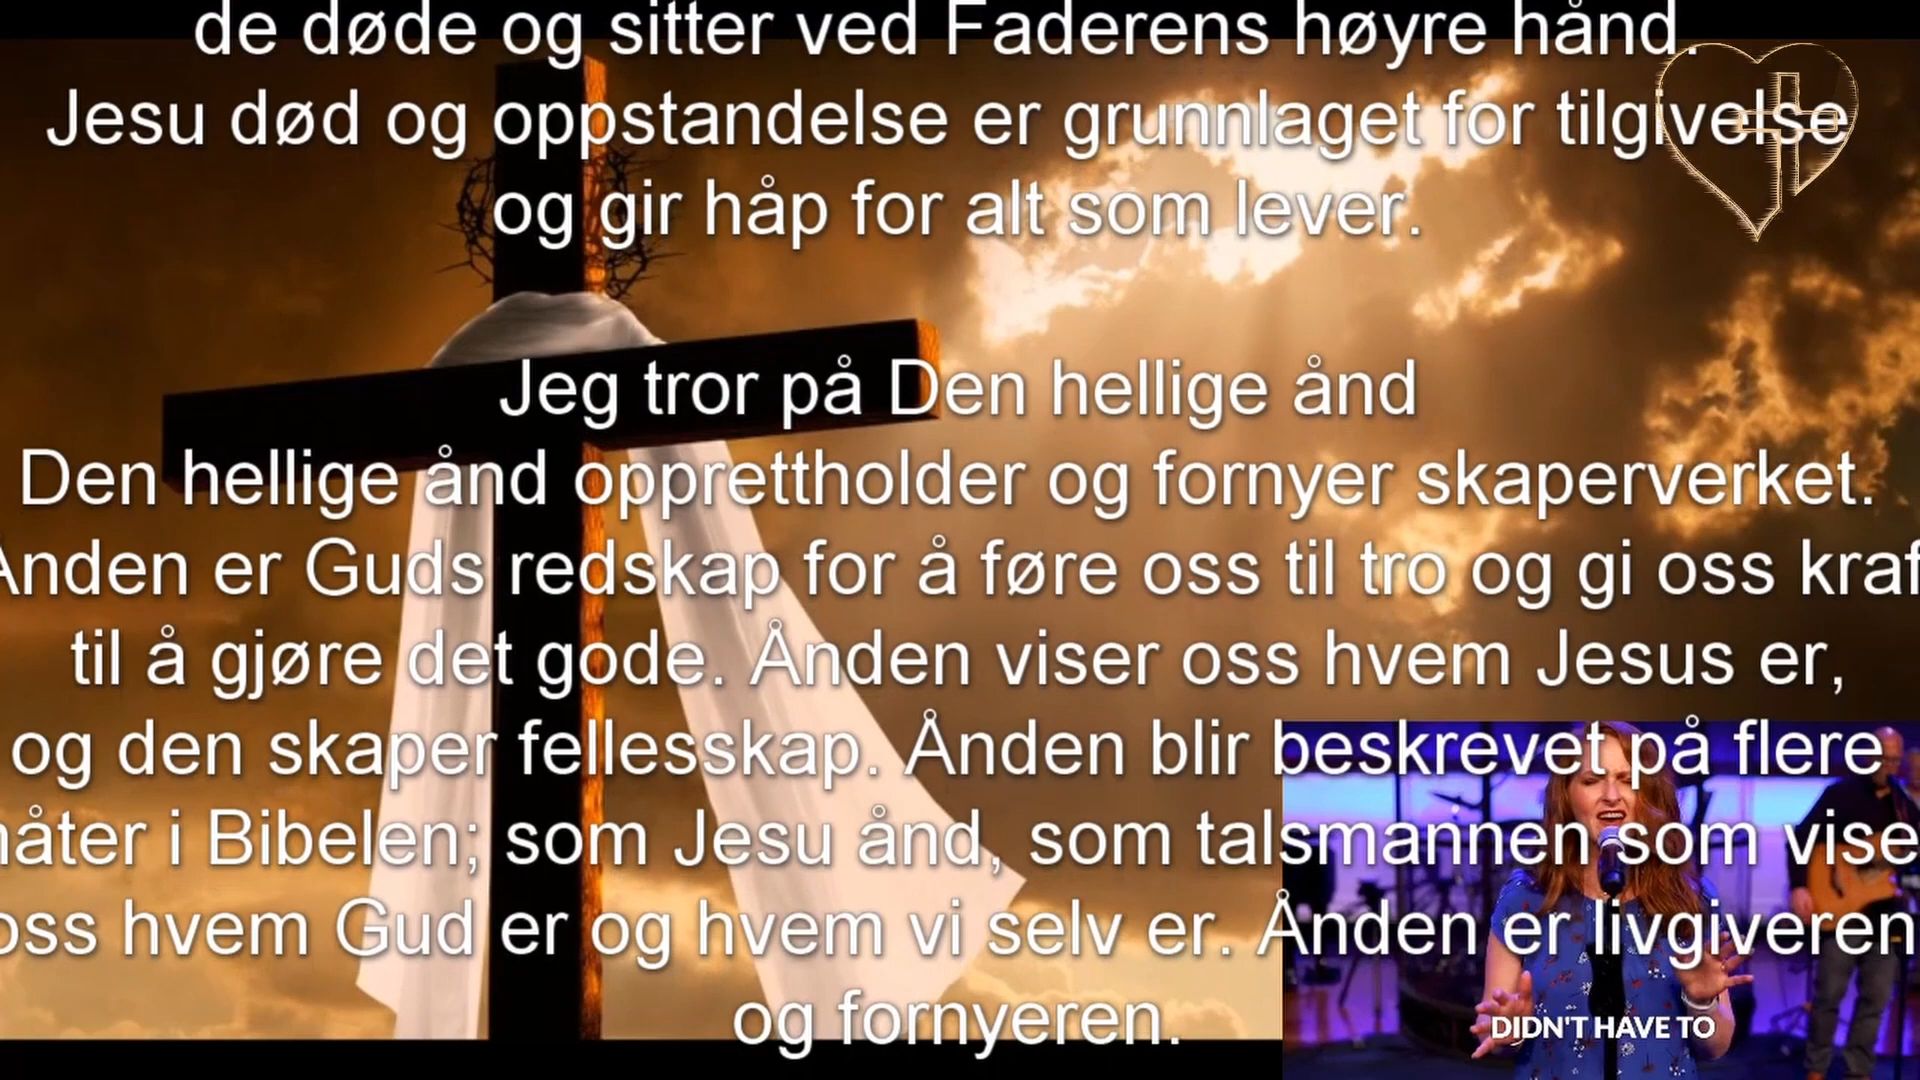 de døde og sitter ved Faderens høyre hånd.
Jesu død og oppstandelse er grunnlaget for tilgivelse
og gir håp for alt som lever.
Jeg tror på Den hellige ånd
Den hellige ånd opprettholder og fornyer skaperverket.
Ånden er Guds redskap for å føre oss til tro og gi oss kraf
til å gjøre det gode. Ånden viser oss hvem Jesus er,
og den skaper fellesskap. Ånden blir beskrevet på flere
måter i Bibelen; som Jesu ånd, som talsmannen som vise
oss hvem Gud er og hvem vi selv er. Ånden er livgiveren
og fornyeren.
DIDN'T HAVE TO